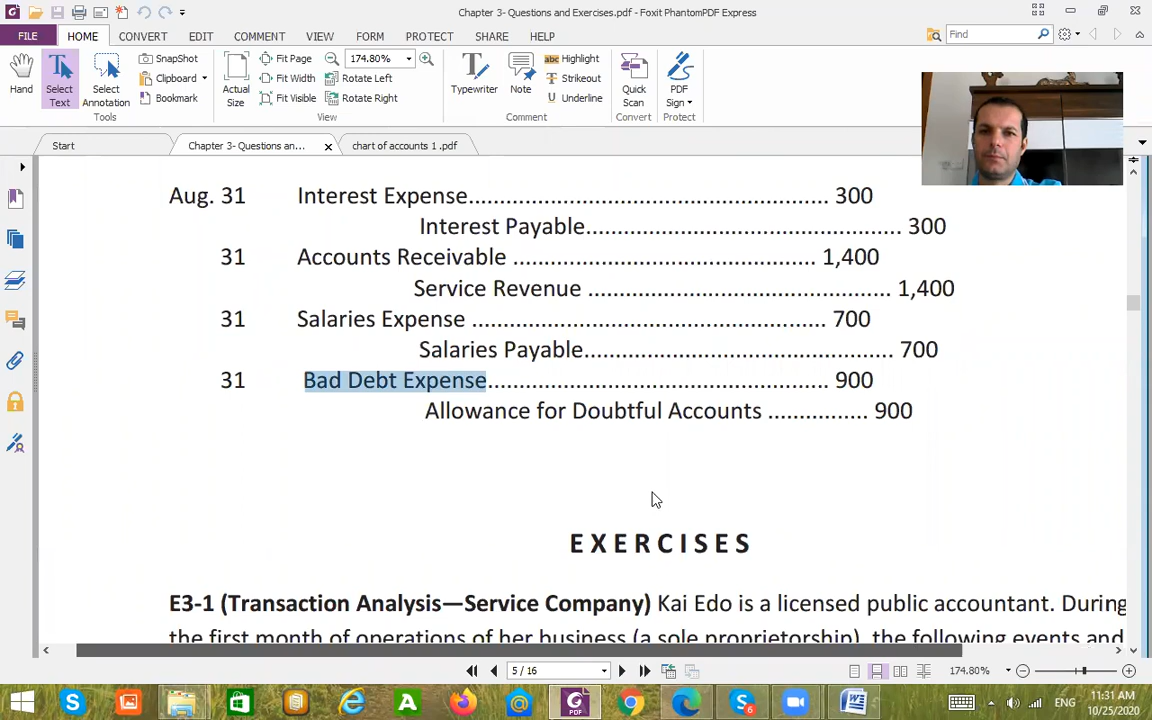 Chapter 3- Questions and Exercises.pdf - Foxit PhantomPDF Express
FILE HOME CONVERT EDIT COMMENT VIEW FORM PROTECT SHARE HELP
Find
Hand
Select Text
Select Annotation
SnapShot
Clipboard
Bookmark
Tools
Actual Size
Fit Page
Fit Width
Fit Visible
174.80%
Rotate Left
Rotate Right
View
Typewriter
Note
Highlight
Strikeout
Underline
Comment
Quick Scan
Convert
PDF Sign
Protect
Start
Chapter 3- Questions an...
chart of accounts 1 .pdf
Aug. 31 Interest Expense............................................................ 300
Interest Payable.................................................... 300
31 Accounts Receivable .................................................. 1,400
Service Revenue .................................................. 1,400
31 Salaries Expense ........................................................... 700
Salaries Payable.................................................... 700
31 Bad Debt Expense........................................................ 900
Allowance for Doubtful Accounts ................. 900
E X E R C I S E S
E3-1 (Transaction Analysis—Service Company) Kai Edo is a licensed public accountant. During
the first month of operations of her business (a sole proprietorship), the following events and
5 / 16
174.80%
ENG
11:31 AM
10/25/2020